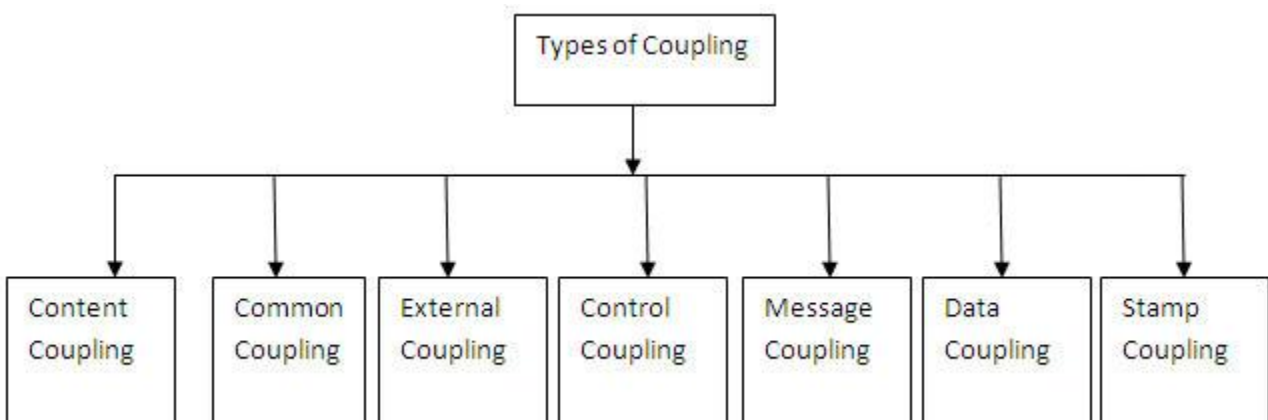 Types of Coupling
Content
Coupling
Common
Coupling
External
Coupling
Control
Coupling
Message
Coupling
Data
Coupling
Stamp
Coupling